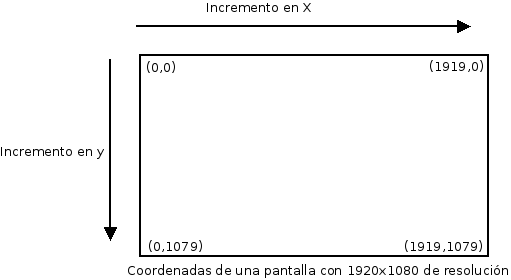 Incremento en X
(0,0)
(1919,0)
Incremento en y
(0,1079)
(1919,1079)
Coordenadas de una pantalla con 1920x1080 de resolución